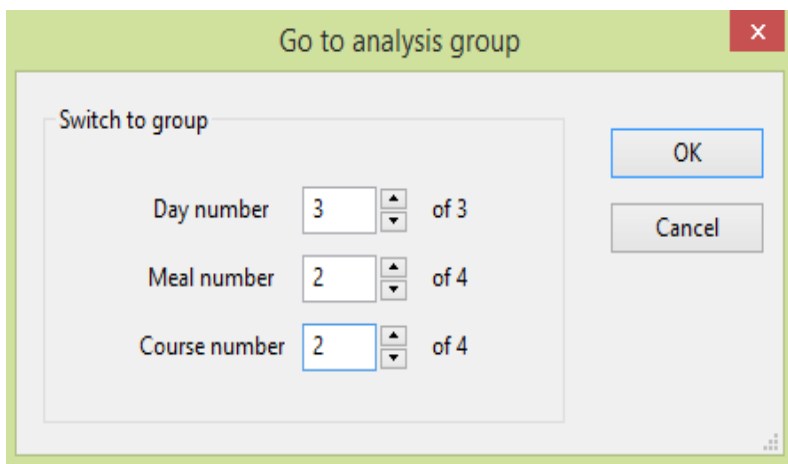 Go to analysis group
x
Switch to group
OK
Day number 3 of 3
Cancel
Meal number 2 of 4
Course number 2 of 4